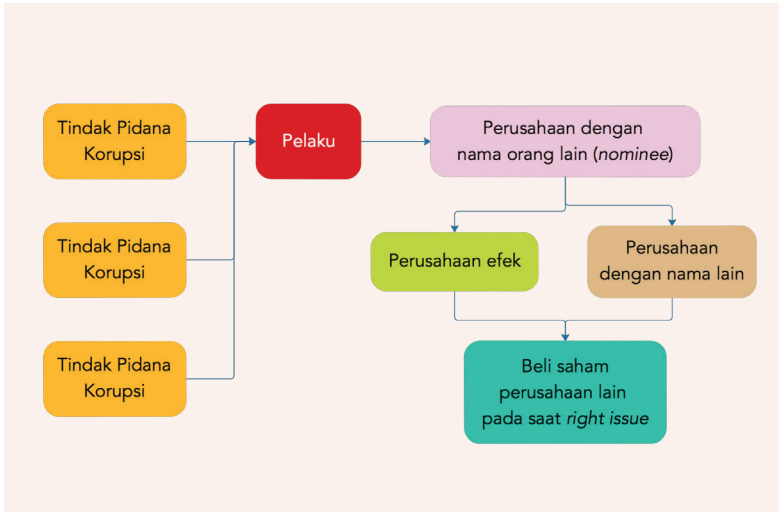 Tindak Pidana
Korupsi
Pelaku
Perusahaan dengan
nama orang lain (nominee)
Tindak Pidana
Korupsi
Perusahaan efek
Perusahaan
dengan nama lain
Tindak Pidana
Korupsi
Beli saham
perusahaan lain
pada saat right issue